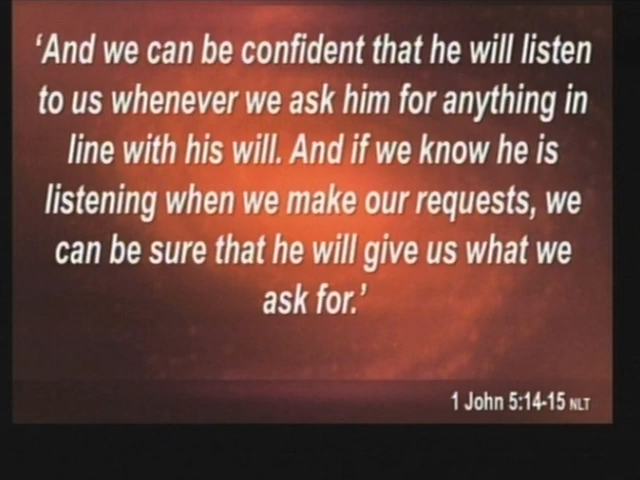 ‘And we can be confident that he will listen
to us whenever we ask him for anything in
line with his will. And if we know he is
listening when we make our requests, we
can be sure that he will give us what we
ask for.’
1 John 5:14-15 NLT